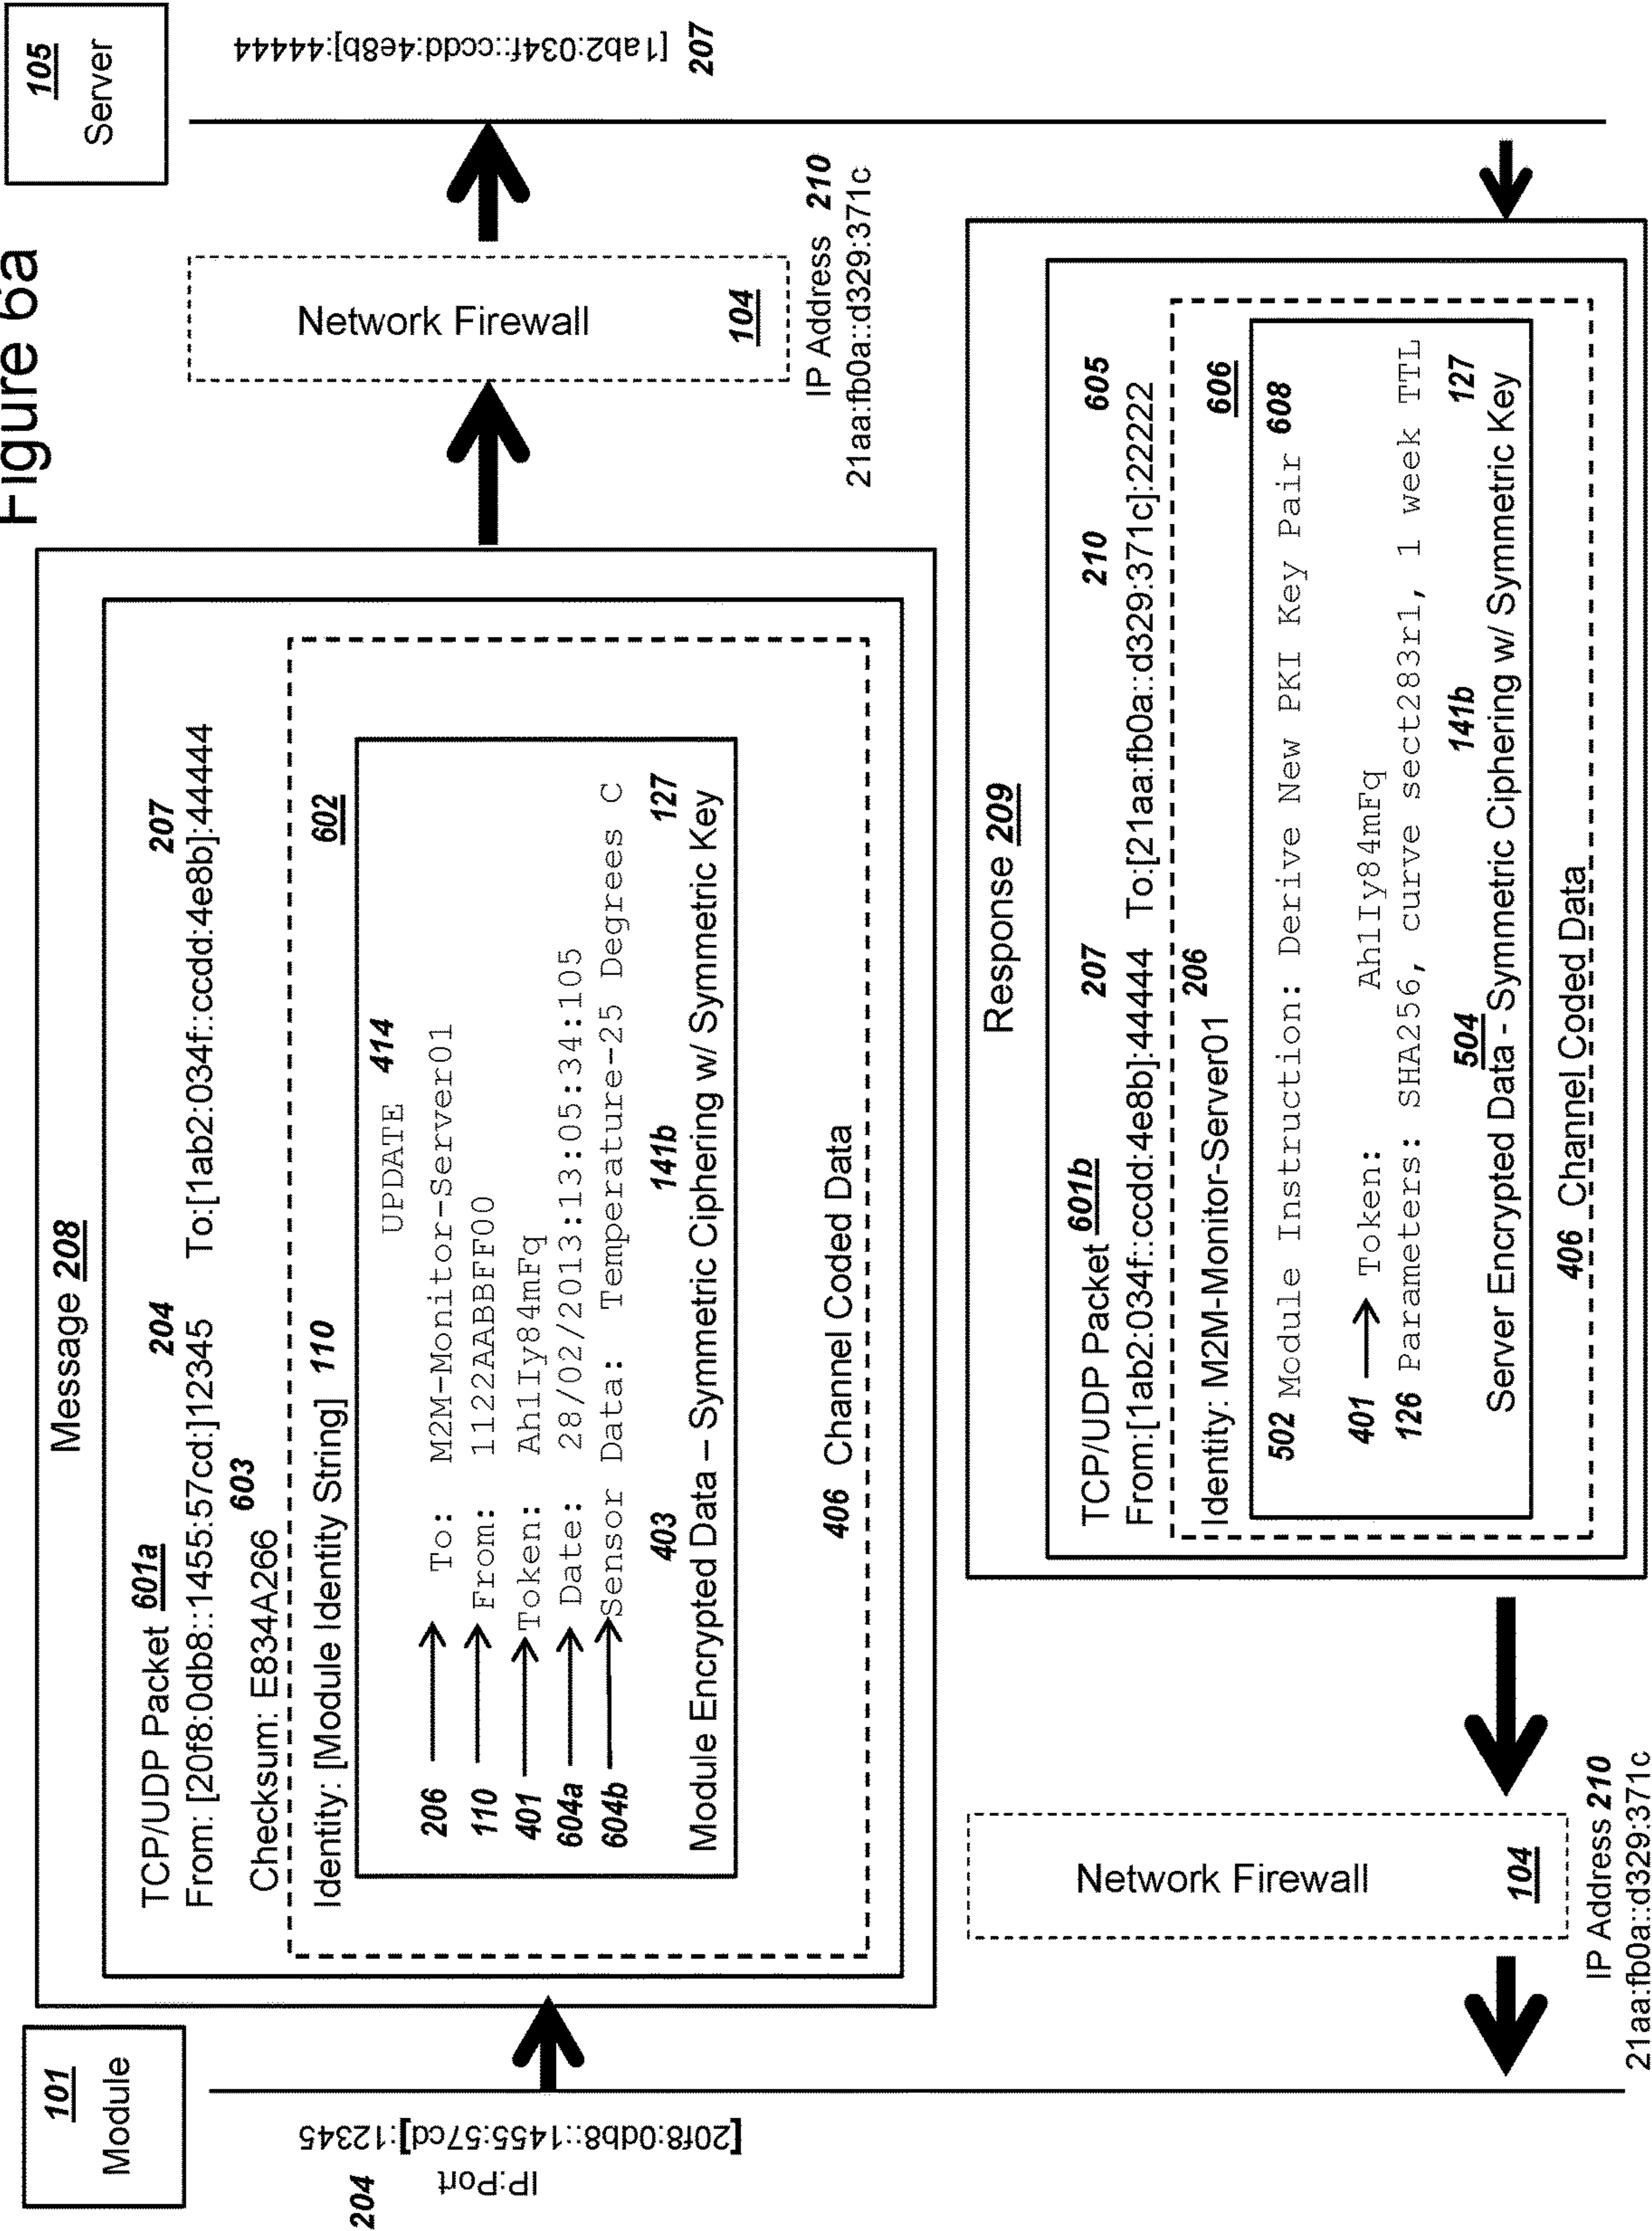 Figure 6a
101
Module
105
Server
Message 208
TCP/UDP Packet 601a
204
207
From: [20f8:0db8::1455:57cd:]12345 To:[1ab2:034f::ccdd:4e8b]:44444
603
Checksum: E834A266
Identity: [Module Identity String] 110
602
UPDATE 414
206 To: M2M-Monitor-Server01
110 From: 1122AABBFF00
401 Token: Ah1Iy84mFq
604a Date: 28/02/2013:13:05:34:105
604b Sensor Data: Temperature-25 Degrees C
403 141b 127
Module Encrypted Data – Symmetric Ciphering w/ Symmetric Key
406 Channel Coded Data
204
IP:Port
[20f8:0db8::1455:57cd]:12345
Network Firewall
104
IP Address 210
21aa:fb0a::d329:371c
[1ab2:034f::ccdd:4e8b]:44444
207
Response 209
TCP/UDP Packet 601b
207 210 605
From:[1ab2:034f::ccdd:4e8b]:44444 To:[21aa:fb0a::d329:371c]:22222
Identity: M2M-Monitor-Server01 206
606
502 Module Instruction: Derive New PKI Key Pair 608
401 Token: Ah1Iy84mFq
126 Parameters: SHA256, curve sect283r1, 1 week TTL
504 141b 127
Server Encrypted Data - Symmetric Ciphering w/ Symmetric Key
406 Channel Coded Data
Network Firewall
104
IP Address 210
21aa:fb0a::d329:371c